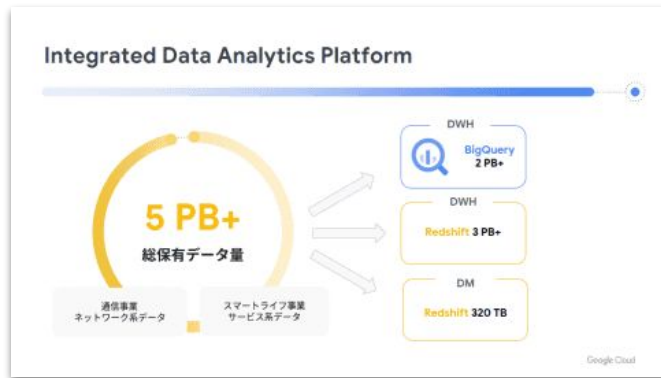 Integrated Data Analytics Platform
5 PB+
総保有データ量
通信事業
ネットワーク系データ
スマートライフ事業
サービス系データ
DWH
BigQuery
2 PB+
DWH
Redshift 3 PB+
DM
Redshift 320 TB
Google Cloud